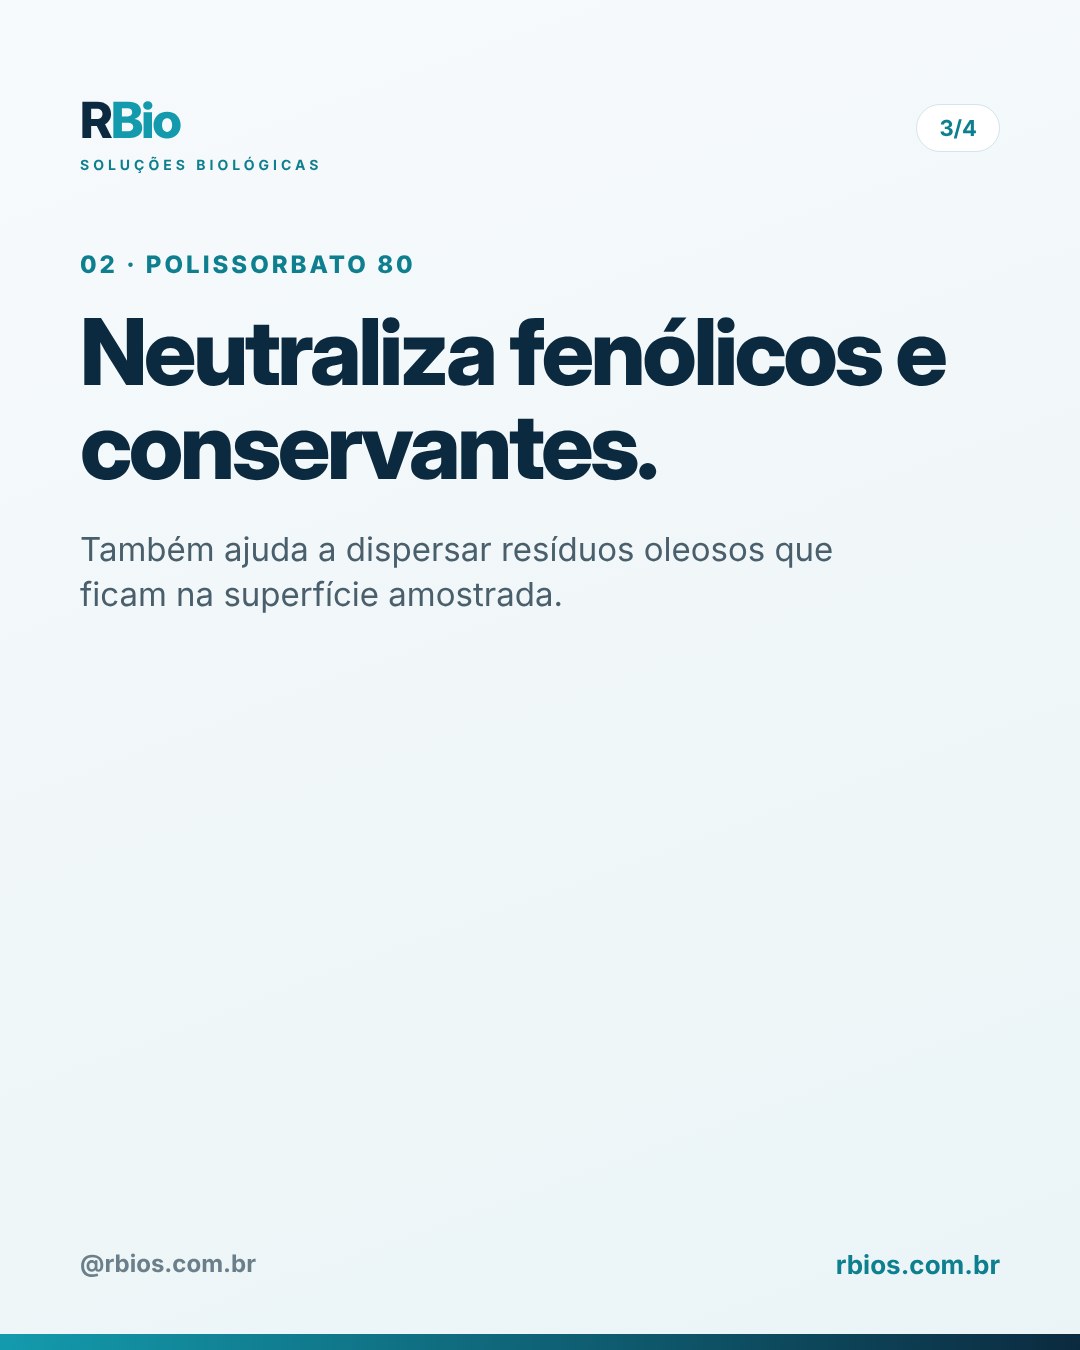 RBio
3/4
SOLUÇÕES BIOLÓGICAS
02 · POLISSORBATO 80
Neutraliza fenólicos e
conservantes.
Também ajuda a dispersar resíduos oleosos que
ficam na superfície amostrada.
@rbios.com.br
rbios.com.br